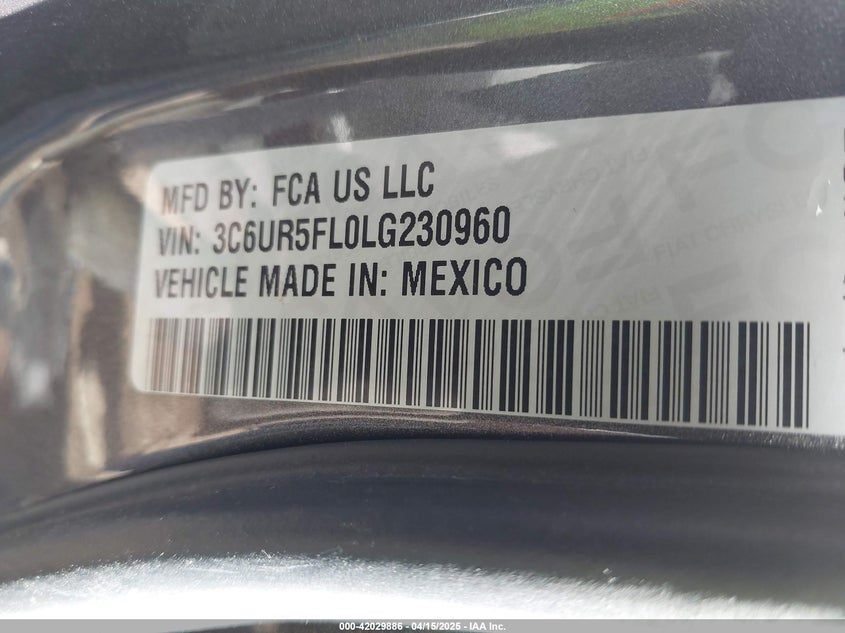 MFD BY: FCA US LLC
VIN: 3C6UR5FL0LG230960
VEHICLE MADE IN: MEXICO
000-42029886 - 04/15/2025 - IAA Inc.